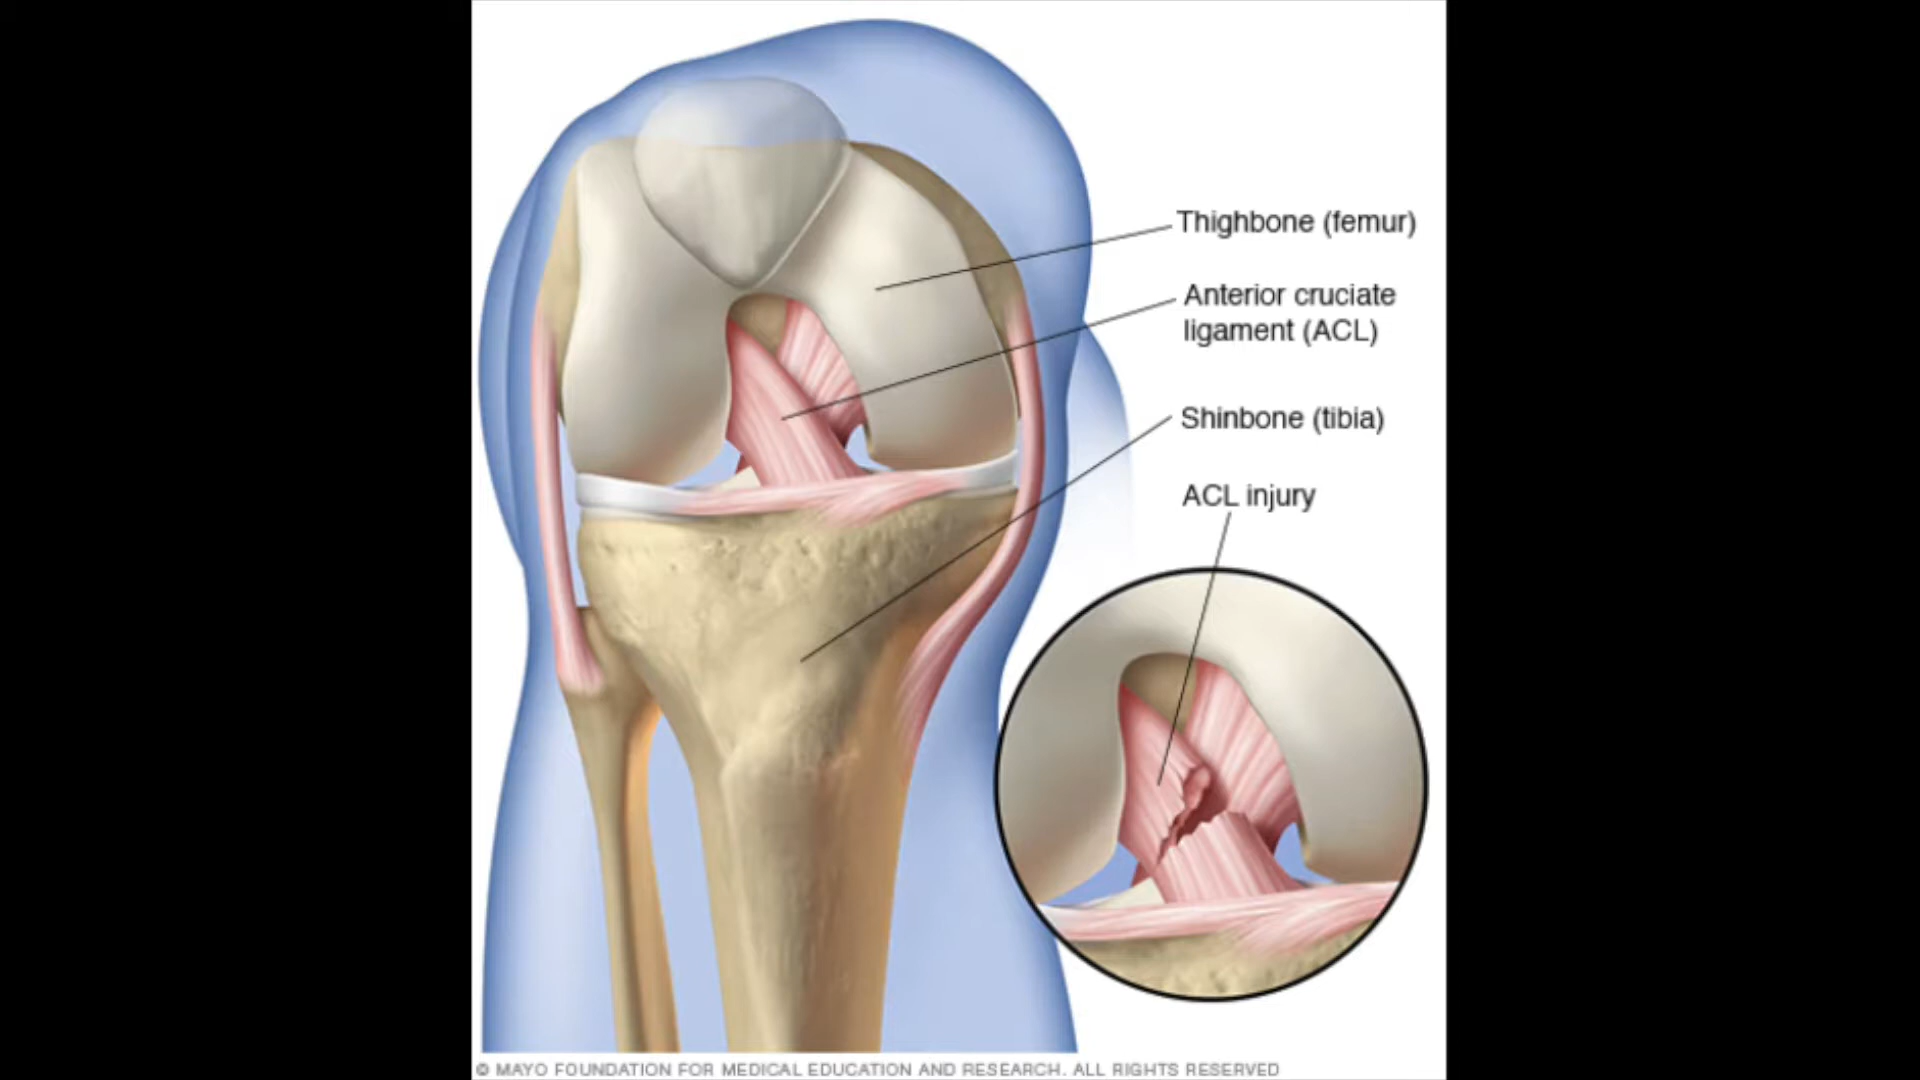 Thighbone (femur)
Anterior cruciate
ligament (ACL)
Shinbone (tibia)
ACL injury
© MAYO FOUNDATION FOR MEDICAL EDUCATION AND RESEARCH. ALL RIGHTS RESERVED